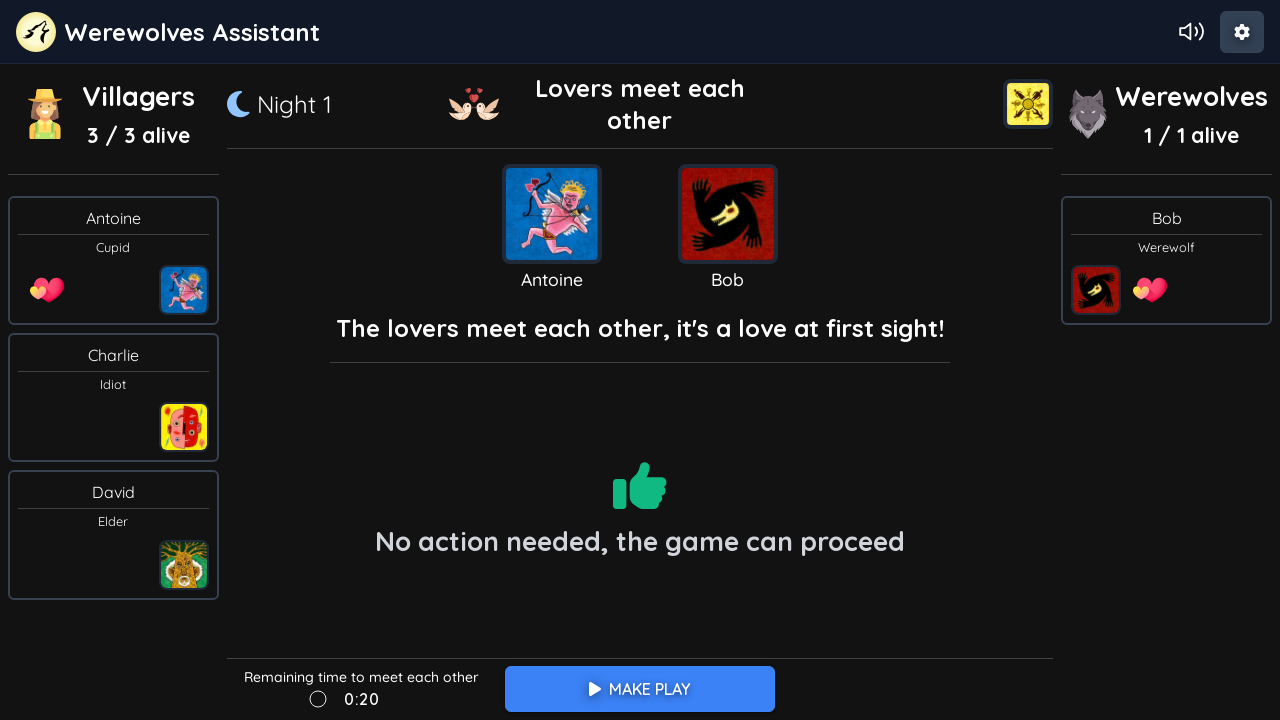 Werewolves Assistant
Villagers
3 / 3 alive
Antoine
Cupid
Charlie
Idiot
David
Elder
Night 1
Lovers meet each
other
Antoine
Bob
The lovers meet each other, it's a love at first sight!
No action needed, the game can proceed
Remaining time to meet each other
0:20
MAKE PLAY
Werewolves
1 / 1 alive
Bob
Werewolf